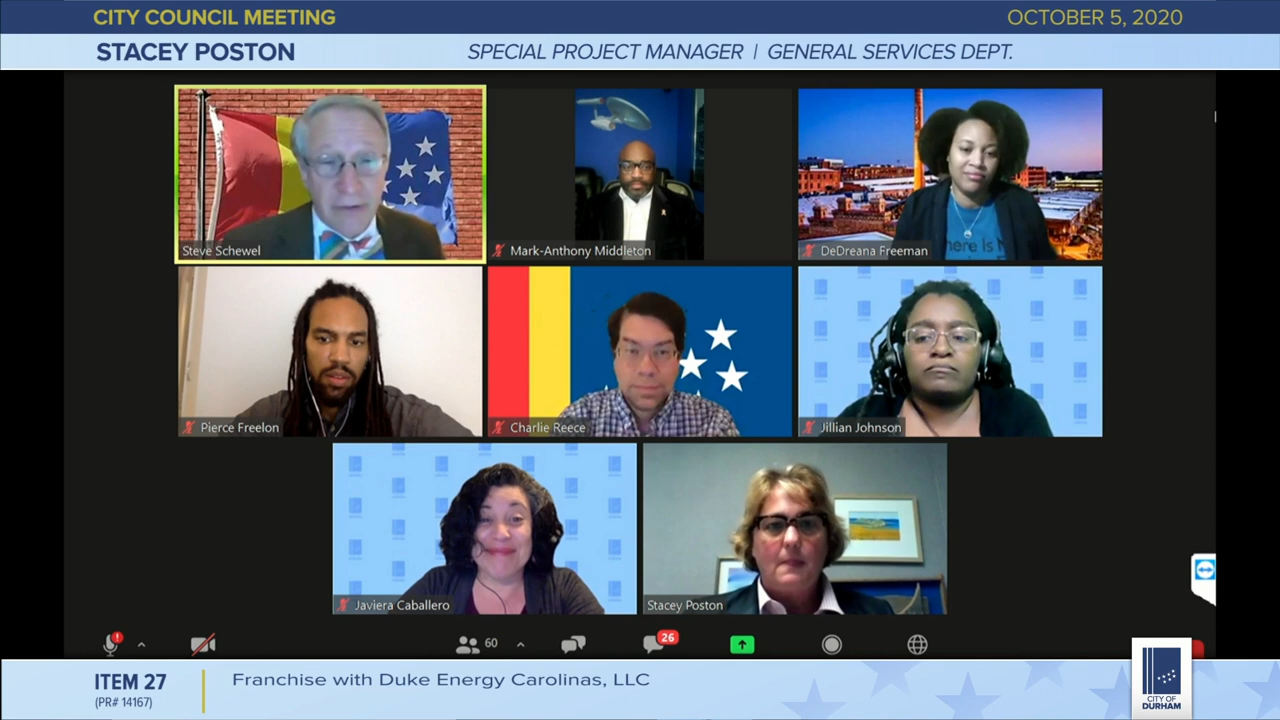 CITY COUNCIL MEETING
OCTOBER 5, 2020
STACEY POSTON
SPECIAL PROJECT MANAGER | GENERAL SERVICES DEPT.
Steve Schewel
Mark-Anthony Middleton
DeDreana Freeman
here Is N
Pierce Freelon
Charlie Reece
Jillian Johnson
Javiera Caballero
Stacey Poston
60
26
ITEM 27
(PR# 14167)
Franchise with Duke Energy Carolinas, LLC
CITY OF
DURHAM